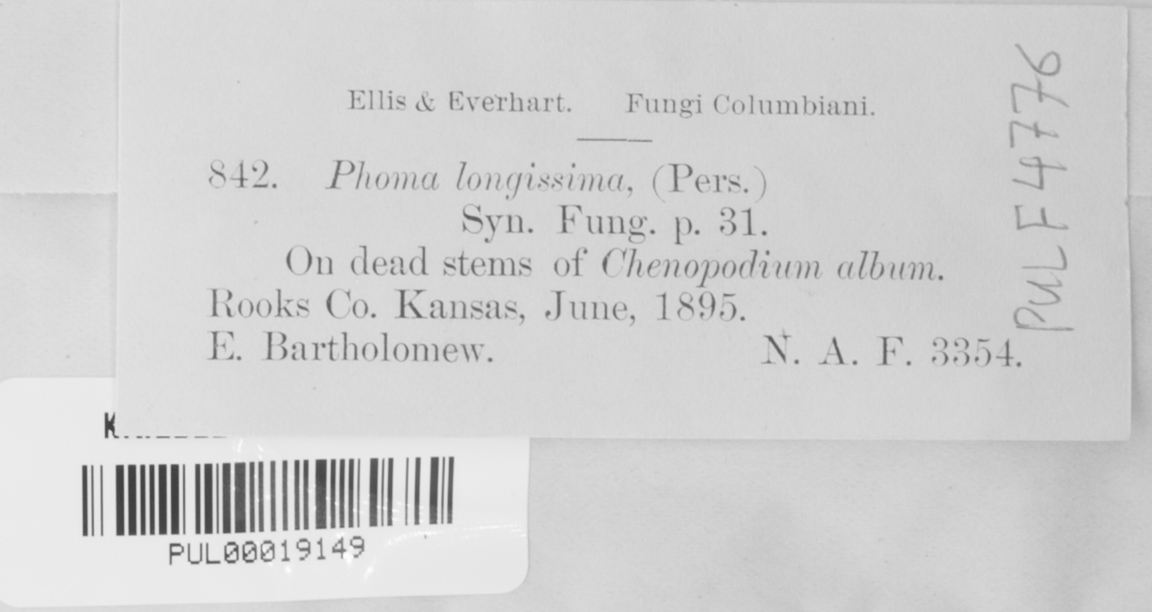 Ellis & Everhart. Fungi Columbiani.
842. Phoma longissima, (Pers.)
Syn. Fung. p. 31.
On dead stems of Chenopodium album.
Rooks Co. Kansas, June, 1895.
E. Bartholomew. N. A. F. 3354.
PUL F 4776
PUL00019149